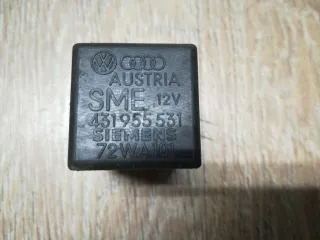 AUSTRIA
SME 12V
431 955 531
SIEMENS
72WA101